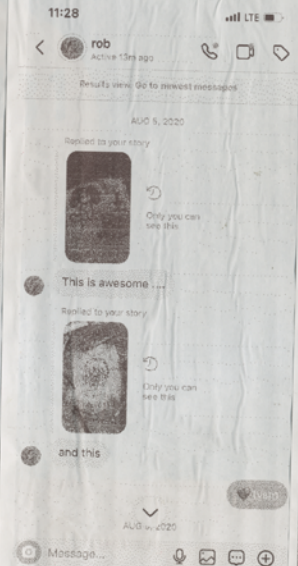 11:28
LTE
rob
Active 13m ago
Results view. Go to newest messages
AUG 5, 2020
Replied to your story
Only you can
see this
This is awesome ....
Replied to your story
Only you can
see this
and this
2020
Message...